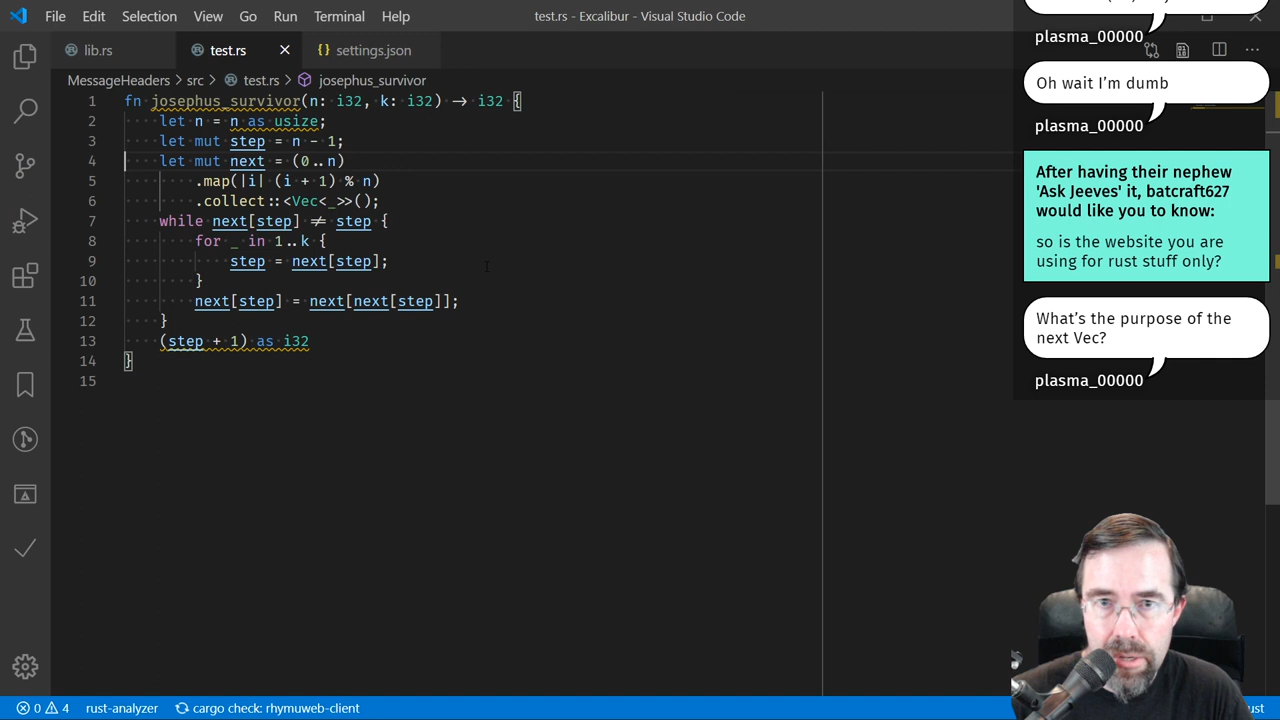 File Edit Selection View Go Run Terminal Help
test.rs - Excalibur - Visual Studio Code
lib.rs
test.rs
{} settings.json
MessageHeaders > src > test.rs > josephus_survivor
1 fn josephus_survivor(n: i32, k: i32) → i32 {
2 let n = n as usize;
3 let mut step = n - 1;
4 let mut next = (0..n)
5 .map(|i| (i + 1) % n)
6 .collect::<Vec<_>>();
7 while next[step] ≠ step {
8 for _ in 1..k {
9 step = next[step];
10 }
11 next[step] = next[next[step]];
12 }
13 (step + 1) as i32
14 }
15
plasma_00000
Oh wait I’m dumb
plasma_00000
After having their nephew
'Ask Jeeves' it, batcraft627
would like you to know:
so is the website you are
using for rust stuff only?
What’s the purpose of the
next Vec?
plasma_00000
0 4 rust-analyzer cargo check: rhymuweb-client